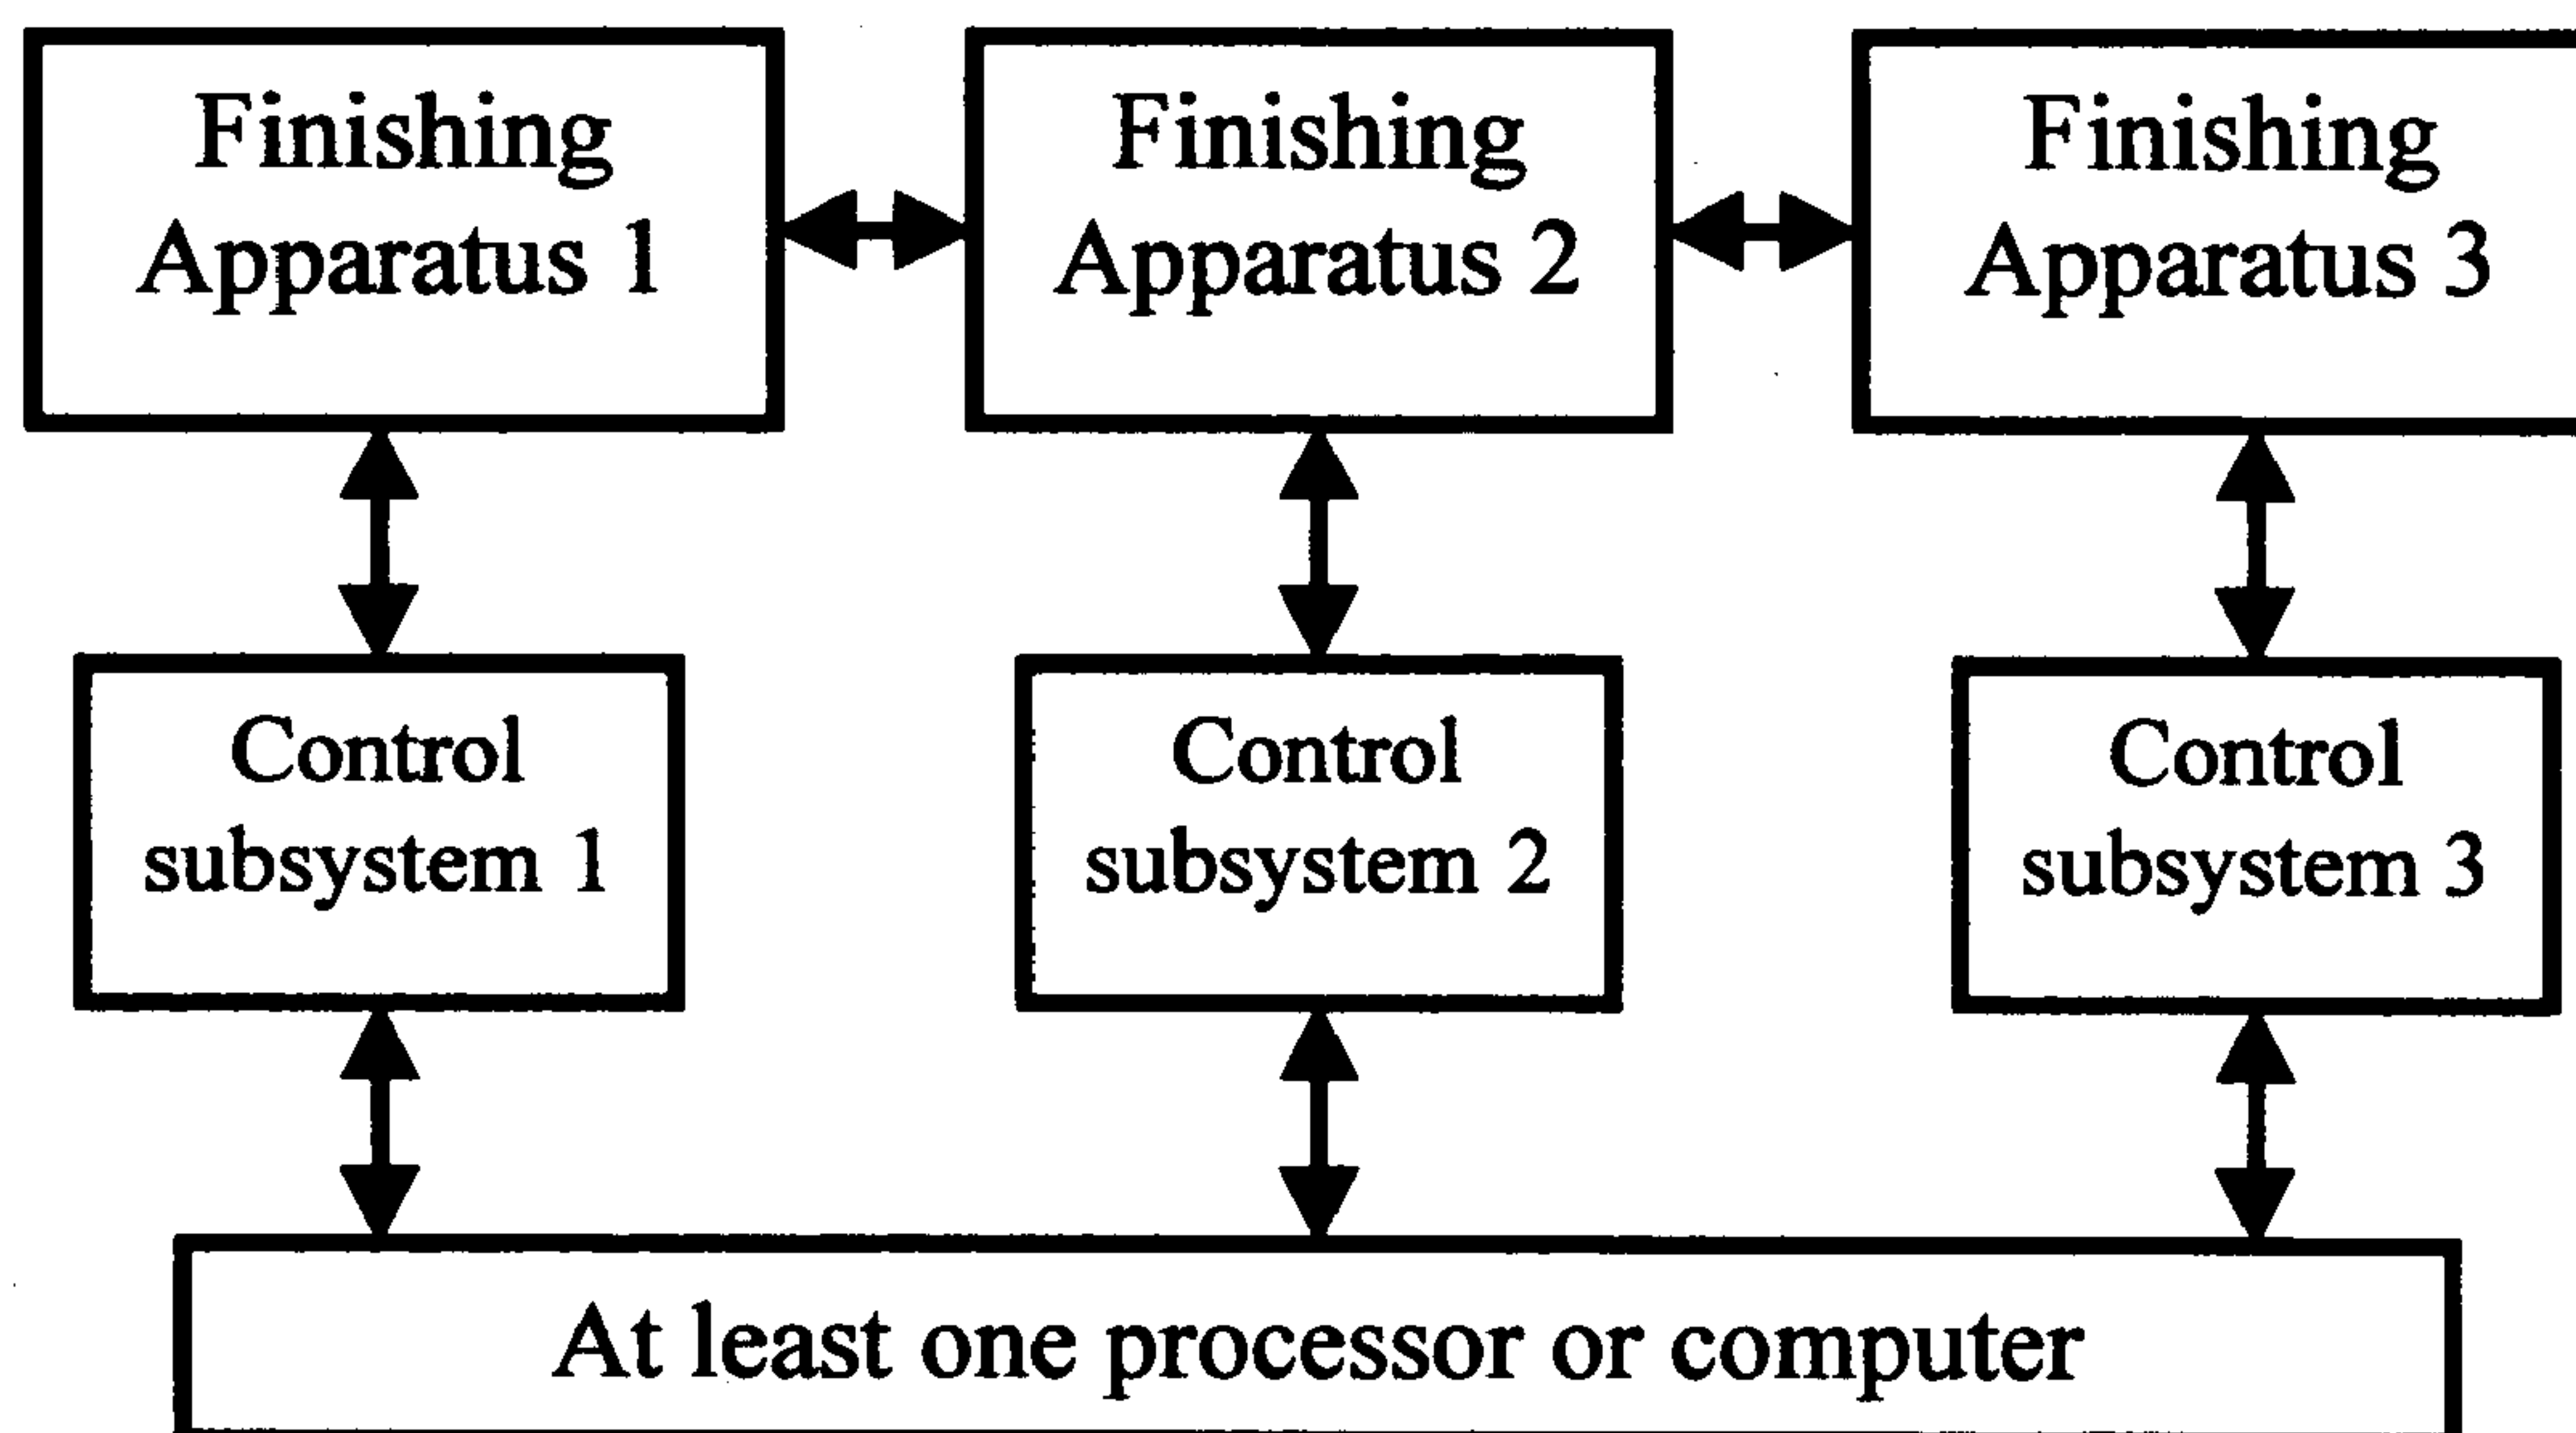 Finishing
Apparatus 1
Finishing
Apparatus 2
Finishing
Apparatus 3
Control
subsystem 1
Control
subsystem 2
Control
subsystem 3
At least one processor or computer